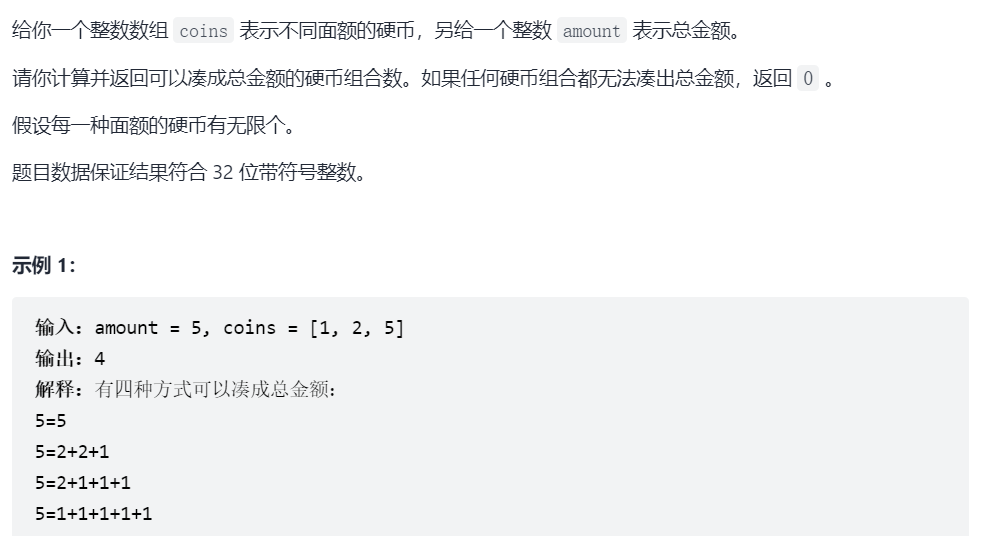 给你一个整数数组 coins 表示不同面额的硬币，另给一个整数 amount 表示总金额。
请你计算并返回可以凑成总金额的硬币组合数。如果任何硬币组合都无法凑出总金额，返回 0 。
假设每一种面额的硬币有无限个。
题目数据保证结果符合 32 位带符号整数。
示例 1：
输入：amount = 5, coins = [1, 2, 5]
输出：4
解释：有四种方式可以凑成总金额：
5=5
5=2+2+1
5=2+1+1+1
5=1+1+1+1+1